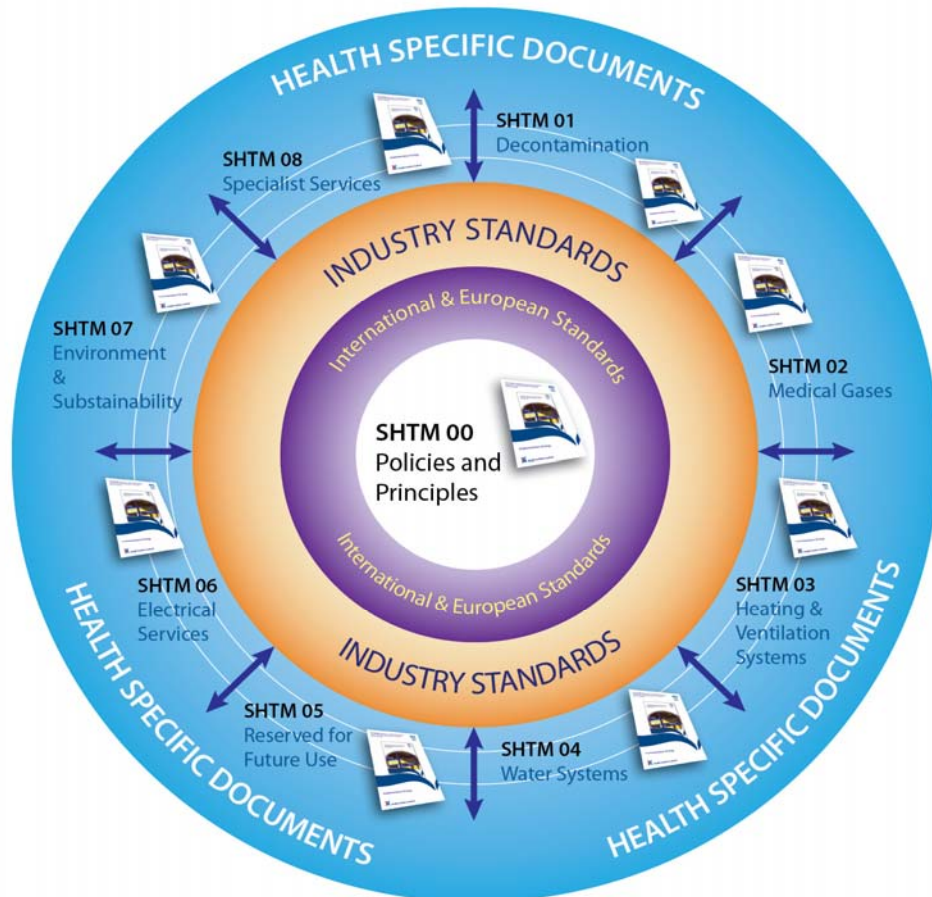 HEALTH SPECIFIC DOCUMENTS
SHTM 01
Decontamination
SHTM 08
Specialist Services
INDUSTRY STANDARDS
International & European Standards
SHTM 07
Environment
&
Substainability
SHTM 02
Medical Gases
SHTM 00
Policies and
Principles
International & European Standards
SHTM 06
Electrical
Services
SHTM 03
Heating &
Ventilation
Systems
INDUSTRY STANDARDS
SHTM 05
Reserved for
Future Use
SHTM 04
Water Systems
HEALTH SPECIFIC DOCUMENTS
HEALTH SPECIFIC DOCUMENTS